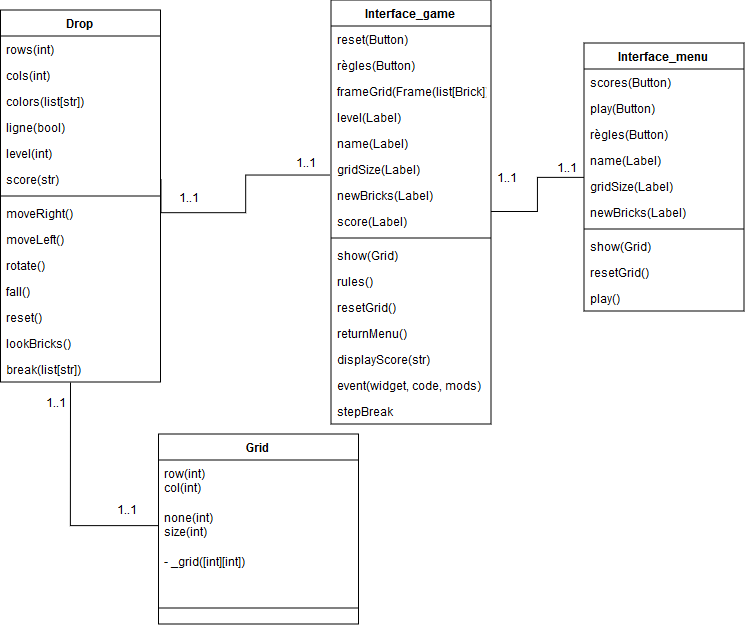 Drop
rows(int)
cols(int)
colors(list[str])
ligne(bool)
level(int)
score(str)
moveRight()
moveLeft()
rotate()
fall()
reset()
lookBricks()
break(list[str])
1..1
1..1
Interface_game
reset(Button)
règles(Button)
frameGrid(Frame(list[Brick]
level(Label)
name(Label)
gridSize(Label)
newBricks(Label)
score(Label)
show(Grid)
rules()
resetGrid()
returnMenu()
displayScore(str)
event(widget, code, mods)
stepBreak
1..1
1..1
Interface_menu
scores(Button)
play(Button)
règles(Button)
name(Label)
gridSize(Label)
newBricks(Label)
show(Grid)
resetGrid()
play()
1..1
1..1
Grid
row(int)
col(int)
none(int)
size(int)
- _grid([int][int])